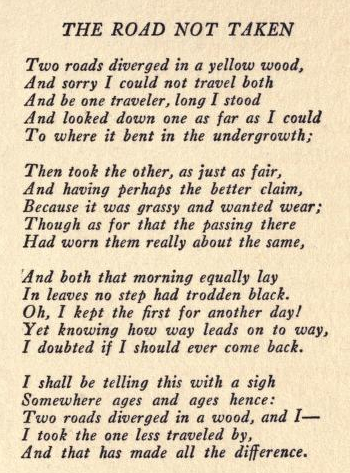 THE ROAD NOT TAKEN
Two roads diverged in a yellow wood,
And sorry I could not travel both
And be one traveler, long I stood
And looked down one as far as I could
To where it bent in the undergrowth;
Then took the other, as just as fair,
And having perhaps the better claim,
Because it was grassy and wanted wear;
Though as for that the passing there
Had worn them really about the same,
And both that morning equally lay
In leaves no step had trodden black.
Oh, I kept the first for another day!
Yet knowing how way leads on to way,
I doubted if I should ever come back.
I shall be telling this with a sigh
Somewhere ages and ages hence:
Two roads diverged in a wood, and I—
I took the one less traveled by,
And that has made all the difference.